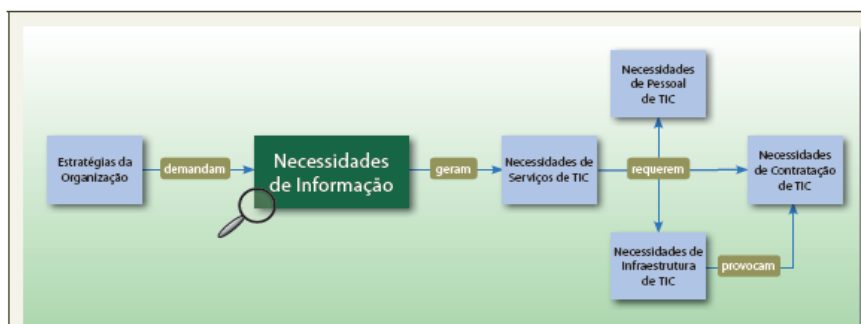 Estratégias da
Organização
demandam
Necessidades
de Informação
geram
Necessidades de
Serviços de TIC
requerem
Necessidades
de Pessoal
de TIC
Necessidades
de Contratação
de TIC
Necessidades de
Infraestrutura
de TIC
provocam